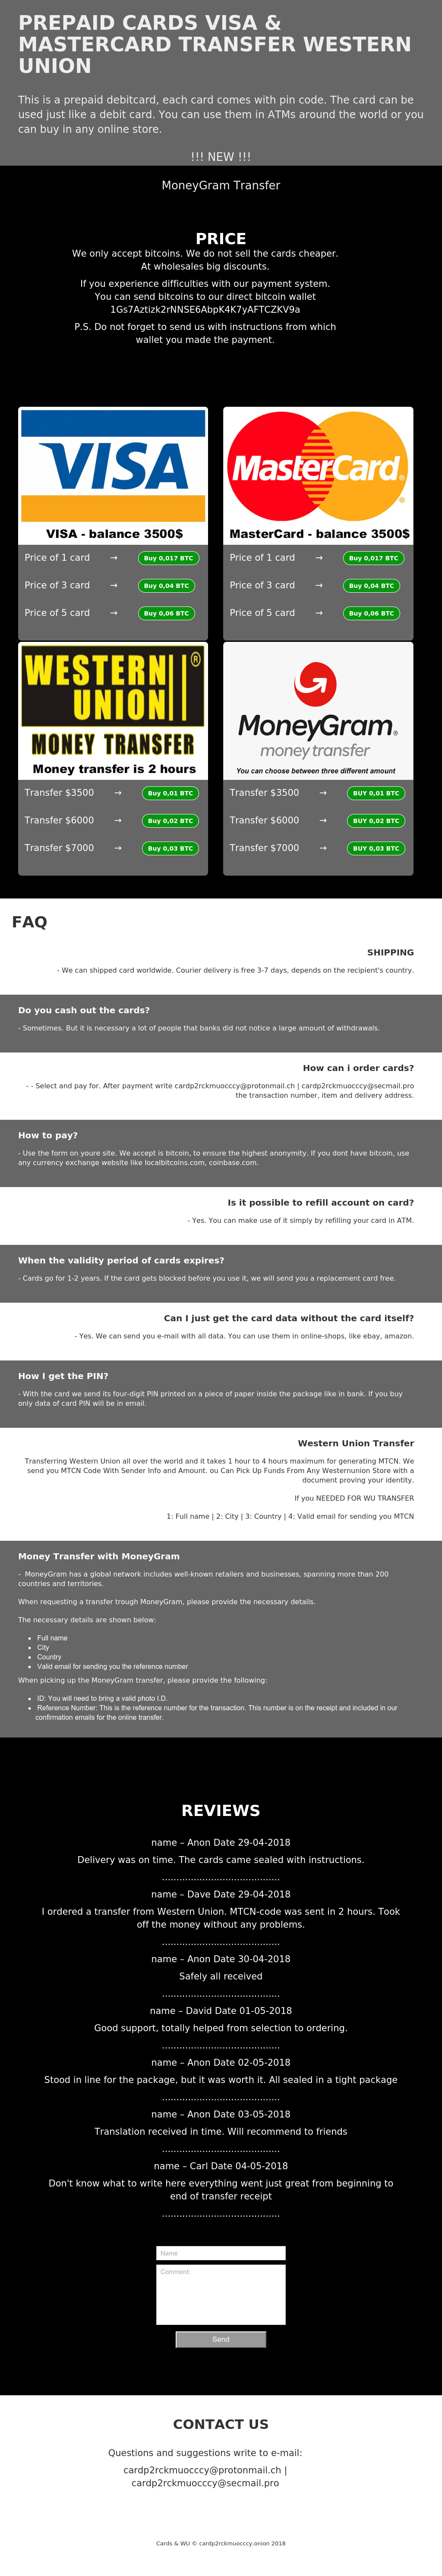 PREPAID CARDS VISA &
MASTERCARD TRANSFER WESTERN
UNION
This is a prepaid debitcard, each card comes with pin code. The card can be
used just like a debit card. You can use them in ATMs around the world or you
can buy in any online store.
!!! NEW !!!
MoneyGram Transfer
PRICE
We only accept bitcoins. We do not sell the cards cheaper.
At wholesales big discounts.
If you experience difficulties with our payment system.
You can send bitcoins to our direct bitcoin wallet
1Gs7Aztizk2rNNSE6AbpK4K7yAFTCZKV9a
P.S. Do not forget to send us with instructions from which
wallet you made the payment.
VISA
VISA - balance 3500$
Price of 1 card → Buy 0,017 BTC
Price of 3 card → Buy 0,04 BTC
Price of 5 card → Buy 0,06 BTC
MasterCard®
®
MasterCard - balance 3500$
Price of 1 card → Buy 0,017 BTC
Price of 3 card → Buy 0,04 BTC
Price of 5 card → Buy 0,06 BTC
WESTERN
UNION ®
MONEY TRANSFER
Money transfer is 2 hours
Transfer $3500 → Buy 0,01 BTC
Transfer $6000 → Buy 0,02 BTC
Transfer $7000 → Buy 0,03 BTC
MoneyGram®
money transfer
You can choose between three different amount
Transfer $3500 → BUY 0,01 BTC
Transfer $6000 → BUY 0,02 BTC
Transfer $7000 → BUY 0,03 BTC
FAQ
SHIPPING
- We can shipped card worldwide. Courier delivery is free 3-7 days, depends on the recipient's country.
Do you cash out the cards?
- Sometimes. But it is necessary a lot of people that banks did not notice a large amount of withdrawals.
How can i order cards?
- - Select and pay for. After payment write cardp2rckmuocccy@protonmail.ch | cardp2rckmuocccy@secmail.pro
the transaction number, item and delivery address.
How to pay?
- Use the form on youre site. We accept is bitcoin, to ensure the highest anonymity. If you dont have bitcoin, use
any currency exchange website like localbitcoins.com, coinbase.com.
Is it possible to refill account on card?
- Yes. You can make use of it simply by refilling your card in ATM.
When the validity period of cards expires?
- Cards go for 1-2 years. If the card gets blocked before you use it, we will send you a replacement card free.
Can I just get the card data without the card itself?
- Yes. We can send you e-mail with all data. You can use them in online-shops, like ebay, amazon.
How I get the PIN?
- With the card we send its four-digit PIN printed on a piece of paper inside the package like in bank. If you buy
only data of card PIN will be in email.
Western Union Transfer
Transferring Western Union all over the world and it takes 1 hour to 4 hours maximum for generating MTCN. We
send you MTCN Code With Sender Info and Amount. ou Can Pick Up Funds From Any Westernunion Store with a
document proving your identity.
If you NEEDED FOR WU TRANSFER
1: Full name | 2: City | 3: Country | 4: Valid email for sending you MTCN
Money Transfer with MoneyGram
- MoneyGram has a global network includes well-known retailers and businesses, spanning more than 200
countries and territories.
When requesting a transfer trough MoneyGram, please provide the necessary details.
The necessary details are shown below:
• Full name
• City
• Country
• Valid email for sending you the reference number
When picking up the MoneyGram transfer, please provide the following:
• ID: You will need to bring a valid photo I.D.
• Reference Number: This is the reference number for the transaction. This number is on the receipt and included in our
confirmation emails for the online transfer.
REVIEWS
name – Anon Date 29-04-2018
Delivery was on time. The cards came sealed with instructions.
........................................
name – Dave Date 29-04-2018
I ordered a transfer from Western Union. MTCN-code was sent in 2 hours. Took
off the money without any problems.
........................................
name – Anon Date 30-04-2018
Safely all received
........................................
name – David Date 01-05-2018
Good support, totally helped from selection to ordering.
........................................
name – Anon Date 02-05-2018
Stood in line for the package, but it was worth it. All sealed in a tight package
........................................
name – Anon Date 03-05-2018
Translation received in time. Will recommend to friends
........................................
name – Carl Date 04-05-2018
Don't know what to write here everything went just great from beginning to
end of transfer receipt
........................................
Name
Comment:
Send
CONTACT US
Questions and suggestions write to e-mail:
cardp2rckmuocccy@protonmail.ch |
cardp2rckmuocccy@secmail.pro
Cards & WU © cardp2rckmuocccy.onion 2018